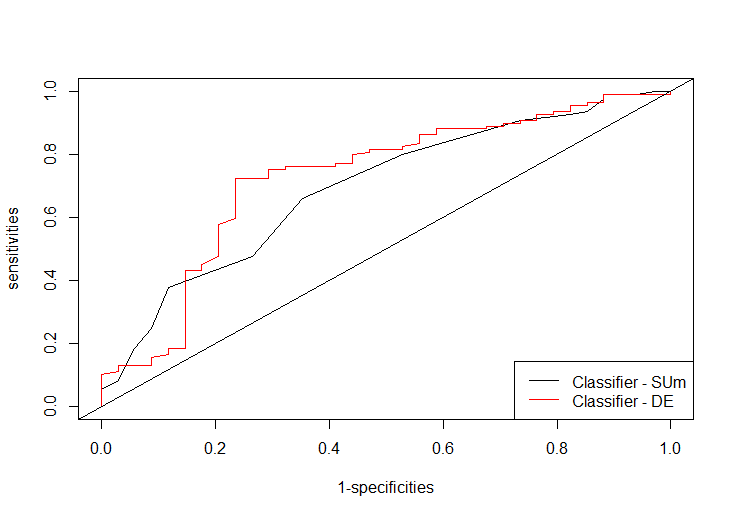 1.0
0.8
0.6
0.4
0.2
0.0
sensitivities
Classifier - SUm
Classifier - DE
0.0 0.2 0.4 0.6 0.8 1.0
1-specificities